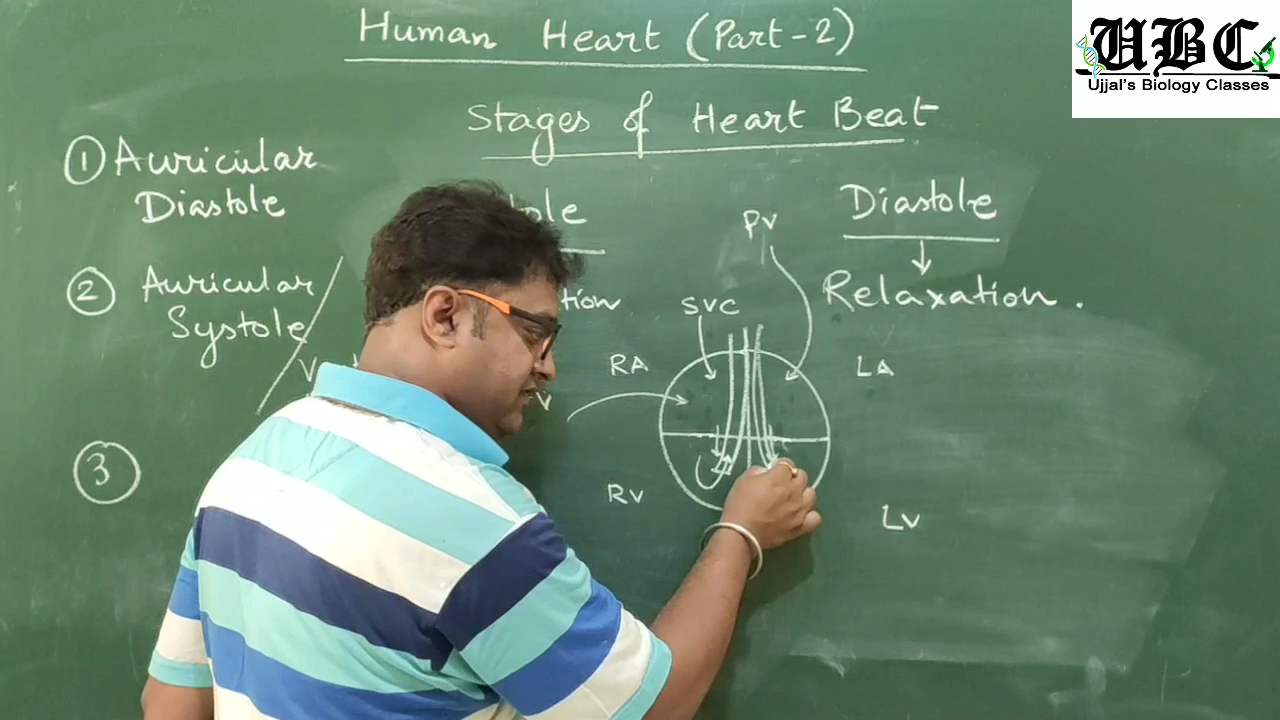 Human Heart (Part-2)
UBC
Ujjal's Biology Classes
Stages of Heart Beat
① Auricular
Diastole
Diastole
PV
② Auricular
Systole
Relaxation.
SVC
RA
LA
③
RV
LV